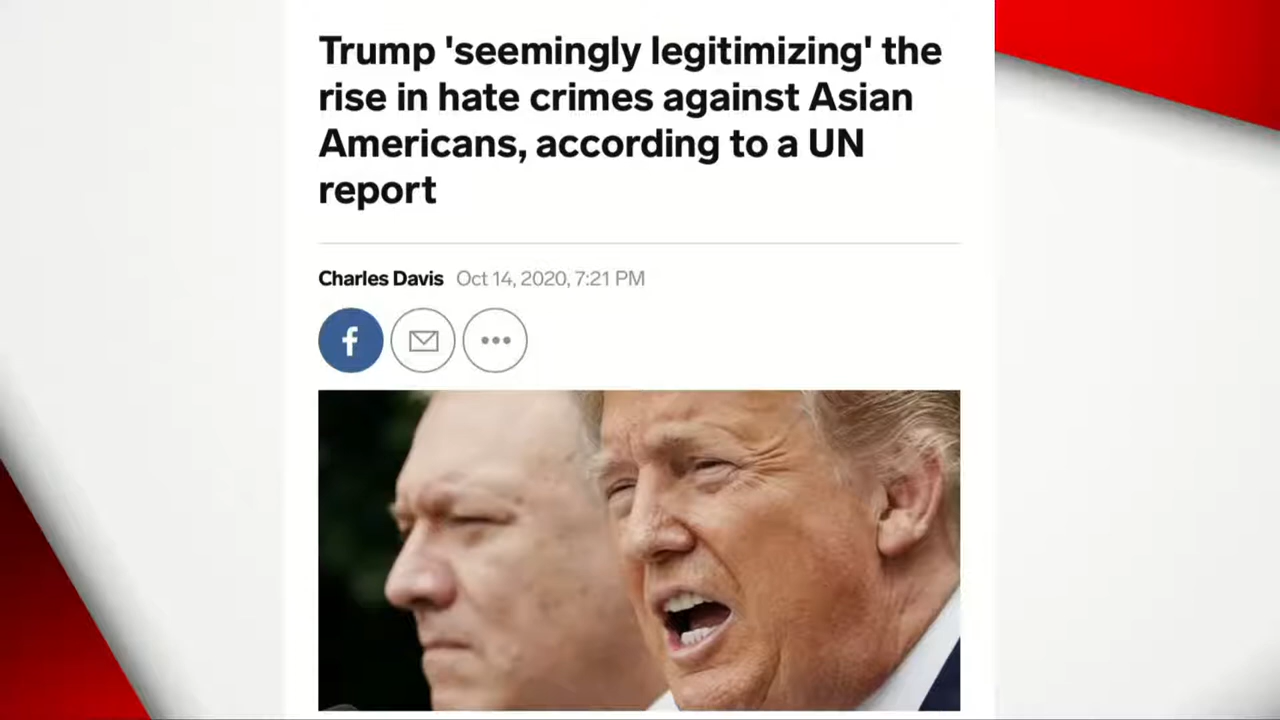 Trump 'seemingly legitimizing' the
rise in hate crimes against Asian
Americans, according to a UN
report
Charles Davis Oct 14, 2020, 7:21 PM
f